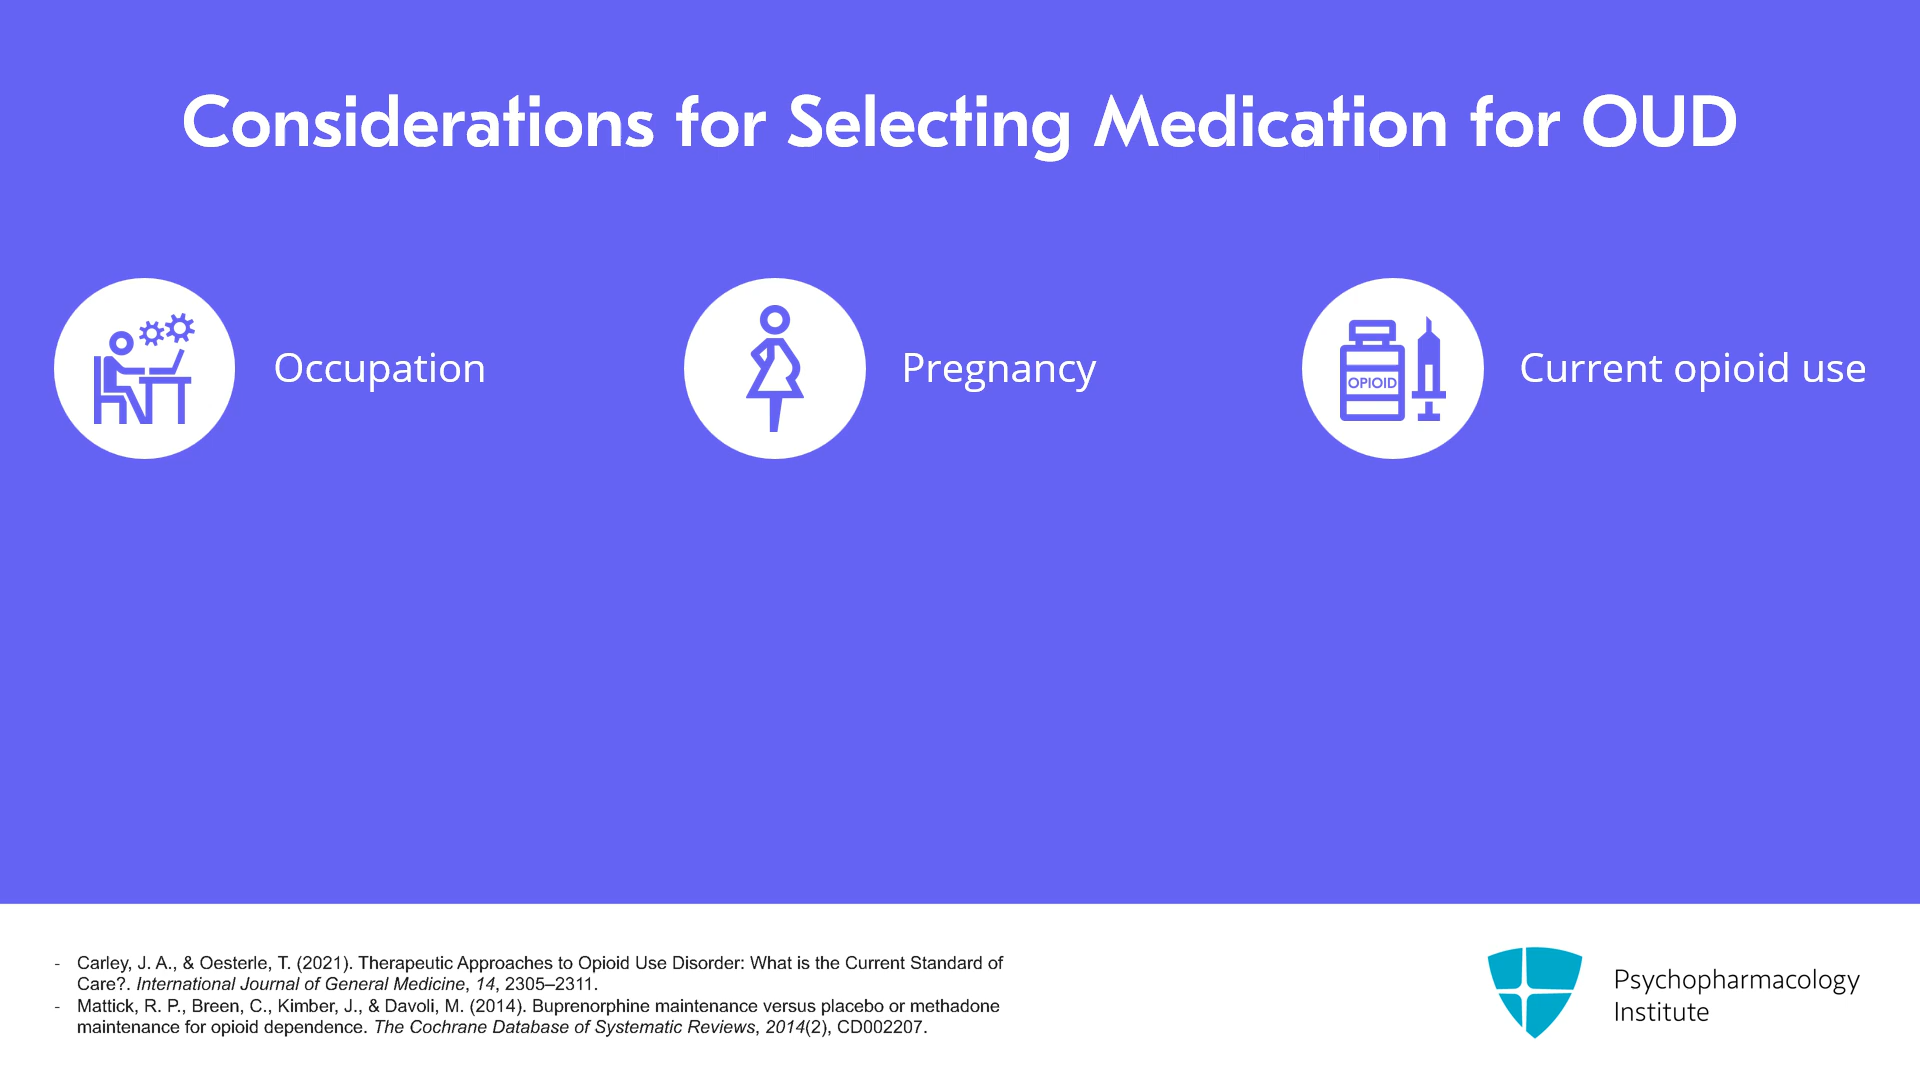 Considerations for Selecting Medication for OUD
Occupation
Pregnancy
OPIOID
Current opioid use
- Carley, J. A., & Oesterle, T. (2021). Therapeutic Approaches to Opioid Use Disorder: What is the Current Standard of
Care?. International Journal of General Medicine, 14, 2305–2311.
- Mattick, R. P., Breen, C., Kimber, J., & Davoli, M. (2014). Buprenorphine maintenance versus placebo or methadone
maintenance for opioid dependence. The Cochrane Database of Systematic Reviews, 2014(2), CD002207.
Psychopharmacology
Institute